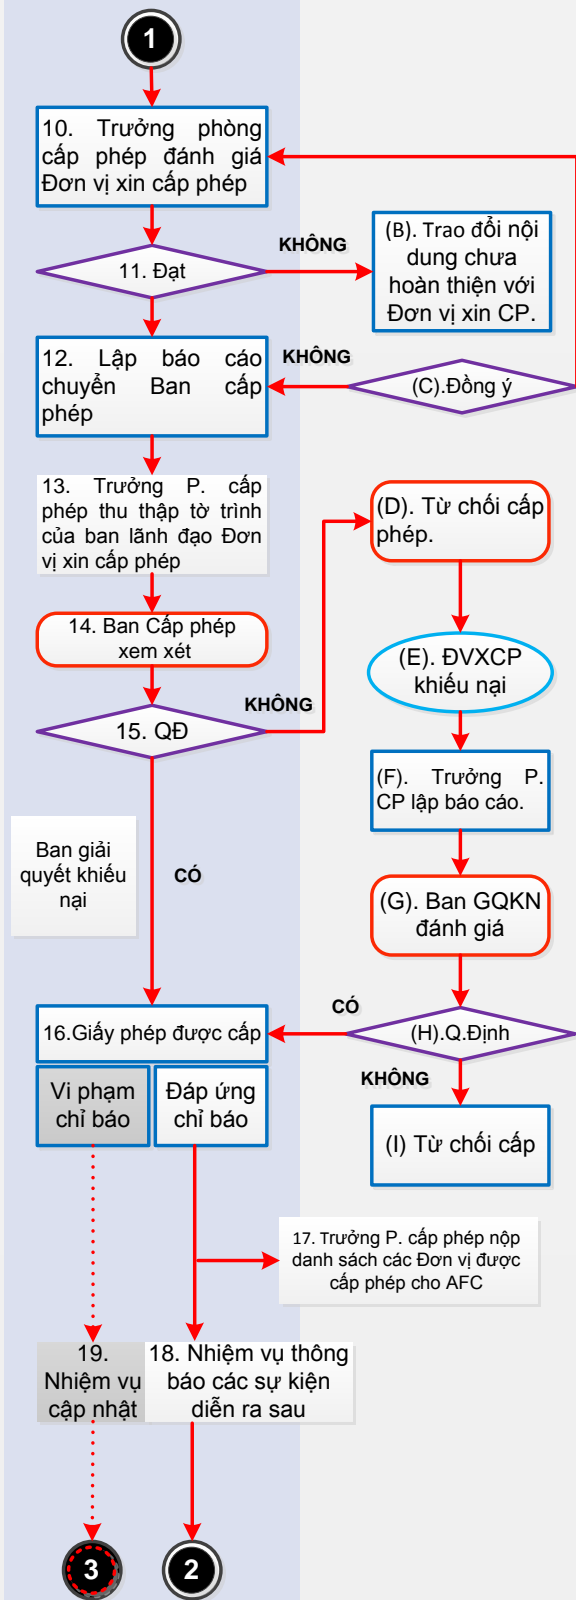 1
10. Trưởng phòng
cấp phép đánh giá
Đơn vị xin cấp phép
KHÔNG
11. Đạt
(B). Trao đổi nội
dung chưa
hoàn thiện với
Đơn vị xin CP.
12. Lập báo cáo
chuyển Ban cấp
phép
KHÔNG
(C).Đồng ý
13. Trưởng P. cấp
phép thu thập tờ trình
của ban lãnh đạo Đơn
vị xin cấp phép
(D). Từ chối cấp
phép.
14. Ban Cấp phép
xem xét
(E). ĐVXCP
khiếu nại
KHÔNG
15. QĐ
(F). Trưởng P.
CP lập báo cáo.
Ban giải
quyết khiếu
nại
CÓ
(G). Ban GQKN
đánh giá
16.Giấy phép được cấp
CÓ
(H).Q.Định
KHÔNG
Vi phạm
chỉ báo
Đáp ứng
chỉ báo
(I) Từ chối cấp
17. Trưởng P. cấp phép nộp
danh sách các Đơn vị được
cấp phép cho AFC
19.
Nhiệm vụ
cập nhật
18. Nhiệm vụ thông
báo các sự kiện
diễn ra sau
3
2